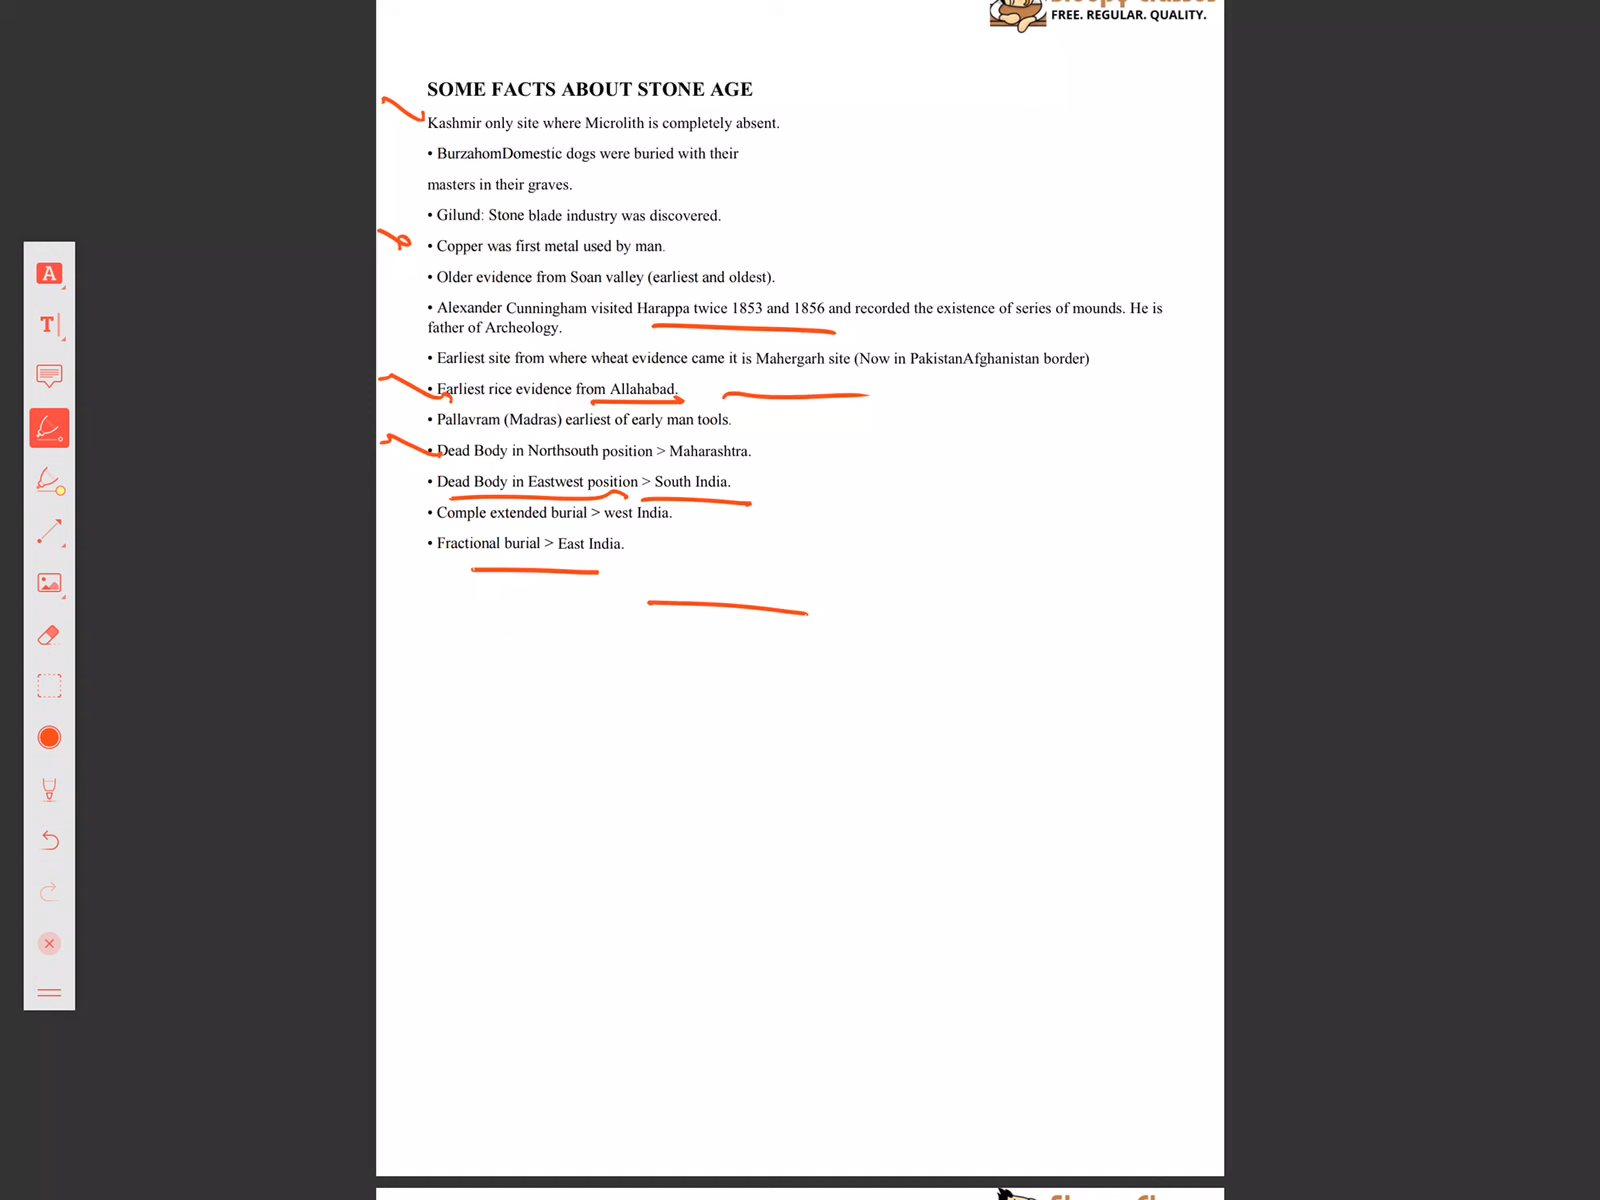 FREE. REGULAR. QUALITY.
SOME FACTS ABOUT STONE AGE
Kashmir only site where Microlith is completely absent.
• BurzahomDomestic dogs were buried with their
masters in their graves.
• Gilund: Stone blade industry was discovered.
• Copper was first metal used by man.
• Older evidence from Soan valley (earliest and oldest).
• Alexander Cunningham visited Harappa twice 1853 and 1856 and recorded the existence of series of mounds. He is
father of Archeology.
• Earliest site from where wheat evidence came it is Mahergarh site (Now in PakistanAfghanistan border)
• Earliest rice evidence from Allahabad.
• Pallavram (Madras) earliest of early man tools.
• Dead Body in Northsouth position > Maharashtra.
• Dead Body in Eastwest position > South India.
• Comple extended burial > west India.
• Fractional burial > East India.
A
T